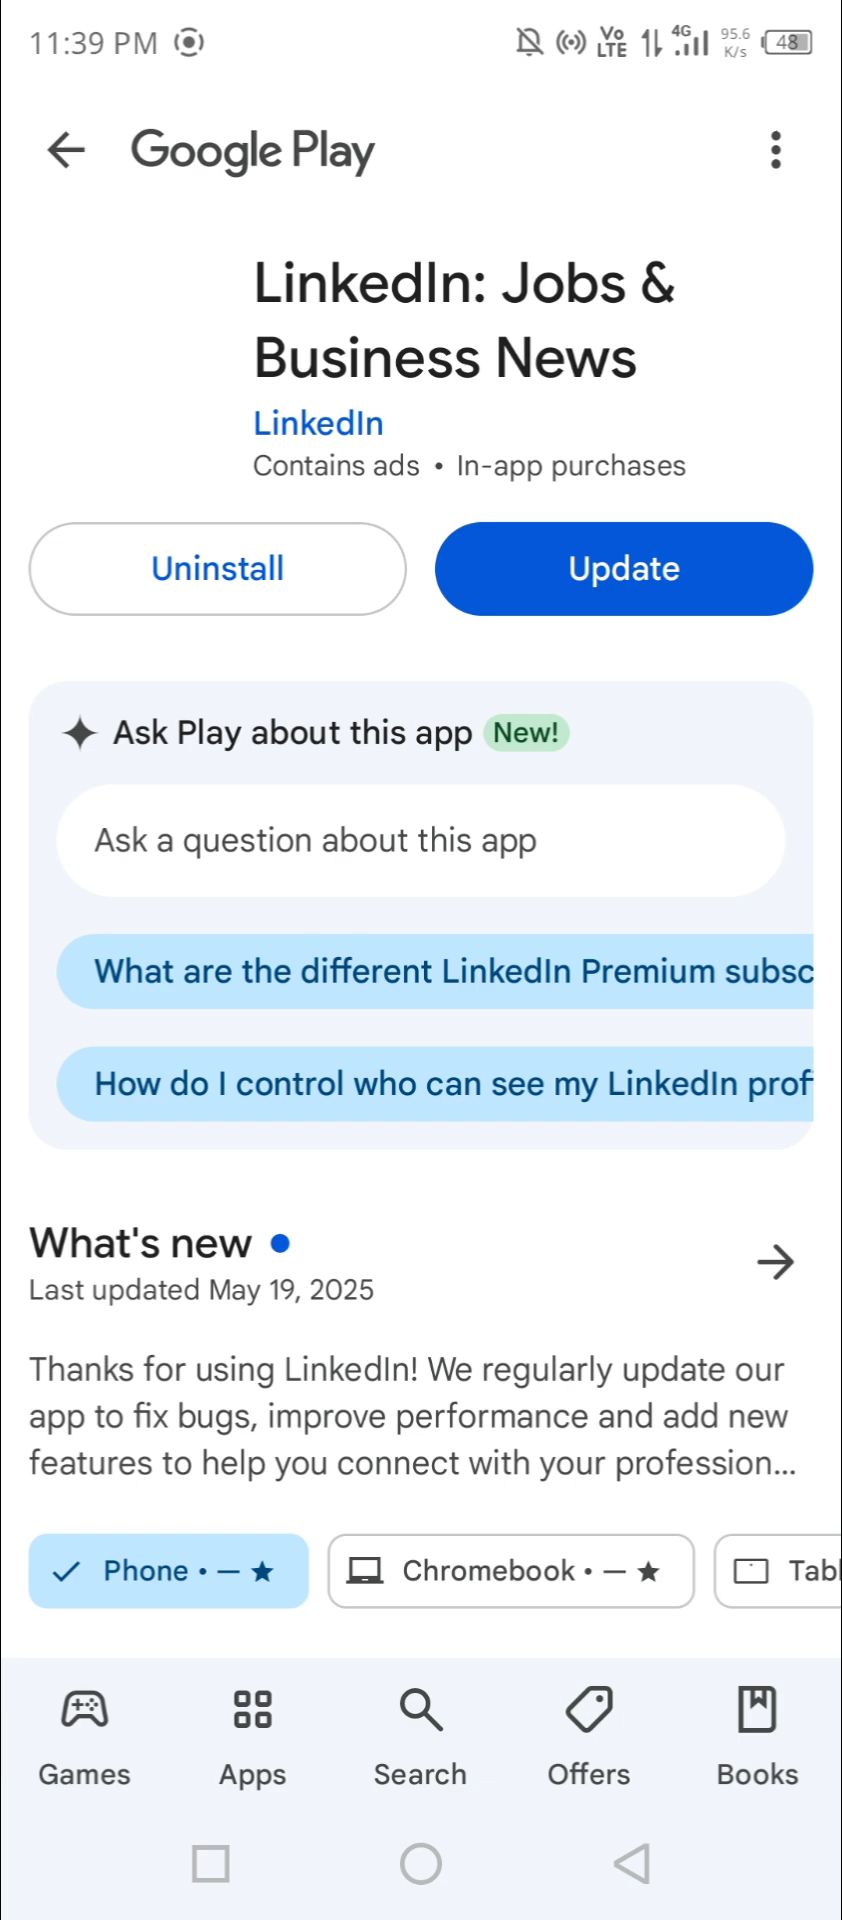 11:39 PM Vo LTE 4G 95.6 K/s 48
Google Play
LinkedIn: Jobs &
Business News
LinkedIn
Contains ads • In-app purchases
Uninstall Update
Ask Play about this app New!
Ask a question about this app
What are the different LinkedIn Premium subsc
How do I control who can see my LinkedIn prof
What's new
Last updated May 19, 2025
Thanks for using LinkedIn! We regularly update our
app to fix bugs, improve performance and add new
features to help you connect with your profession...
Phone • — ★ Chromebook • — ★ Tabl
Games Apps Search Offers Books